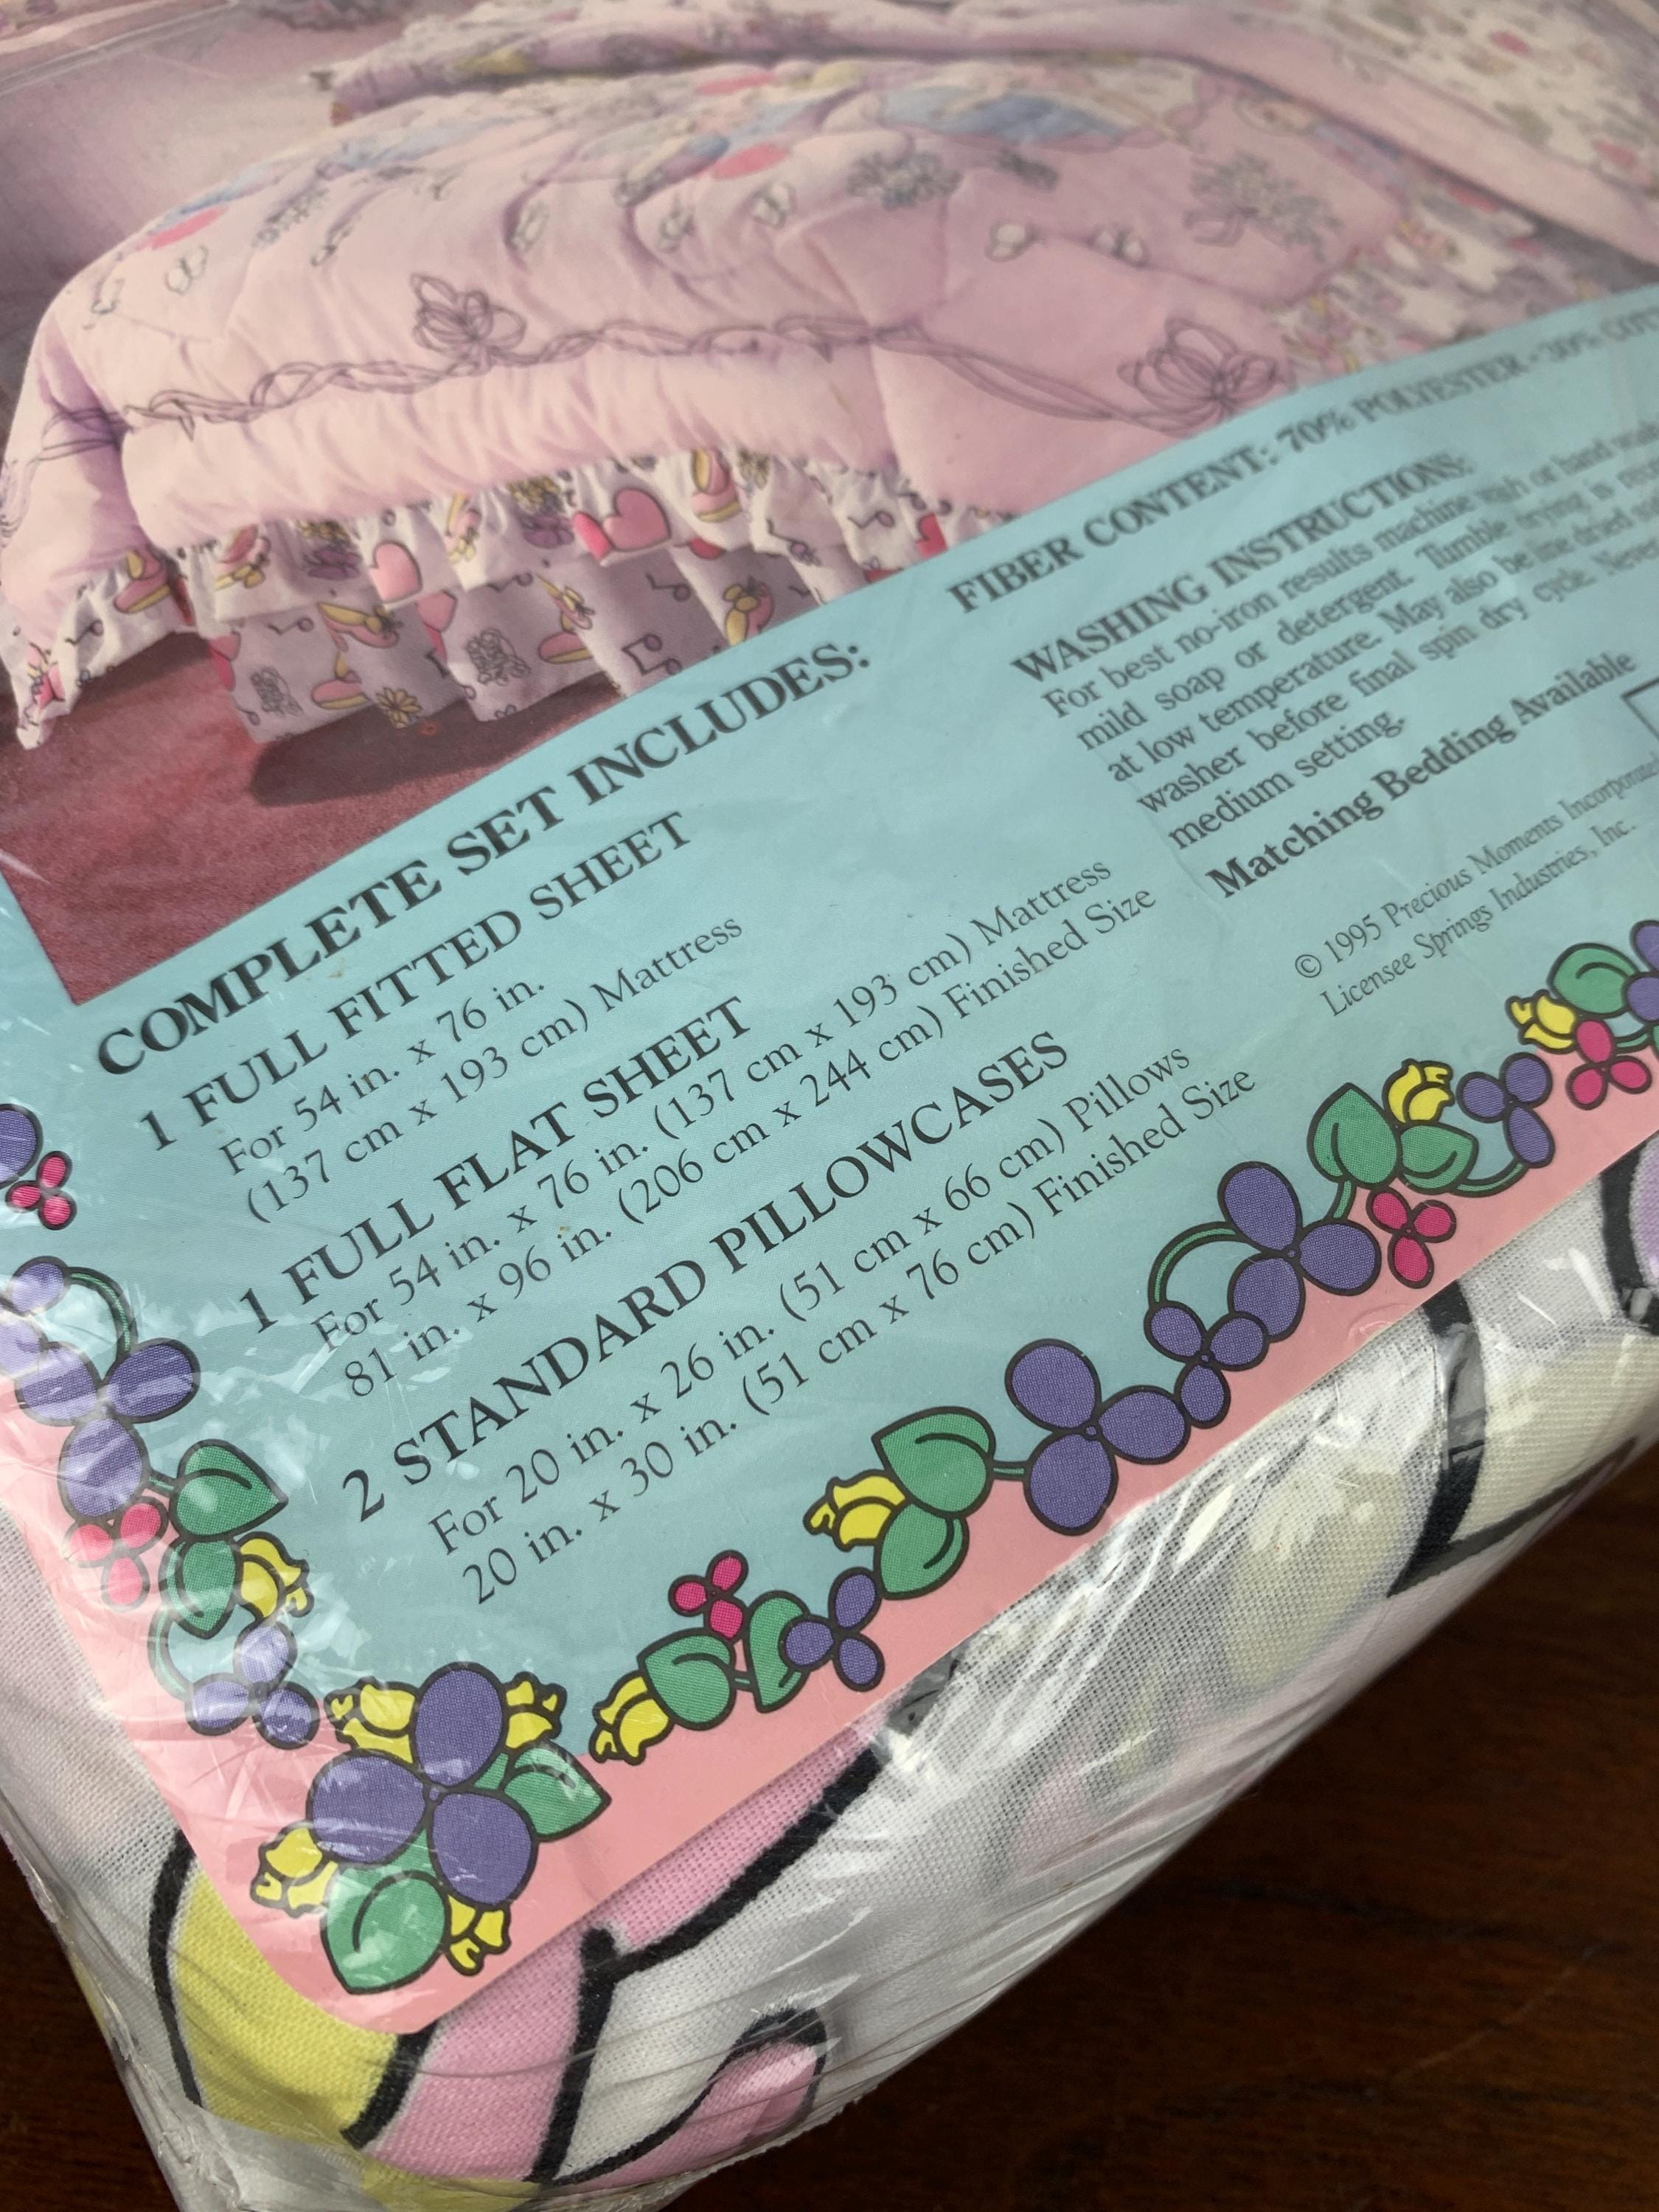 COMPLETE SET INCLUDES:
1 FULL FITTED SHEET
For 54 in. x 76 in.
(137 cm x 193 cm) Mattress
1 FULL FLAT SHEET
For 54 in. x 76 in. (137 cm x 193 cm) Mattress
81 in. x 96 in. (206 cm x 244 cm) Finished Size
2 STANDARD PILLOWCASES
For 20 in. x 26 in. (51 cm x 66 cm) Pillows
20 in. x 30 in. (51 cm x 76 cm) Finished Size
FIBER CONTENT: 70% POLYESTER - 30%
WASHING INSTRUCTIONS:
For best no-iron results machine wash or hand wash
mild soap or detergent. Tumble drying is
at low temperature. May also be line dried
washer before final spin dry cycle. Never
medium setting.
Matching Bedding Available
© 1995 Precious Moments Incorporated
Licensee Springs Industries, Inc.